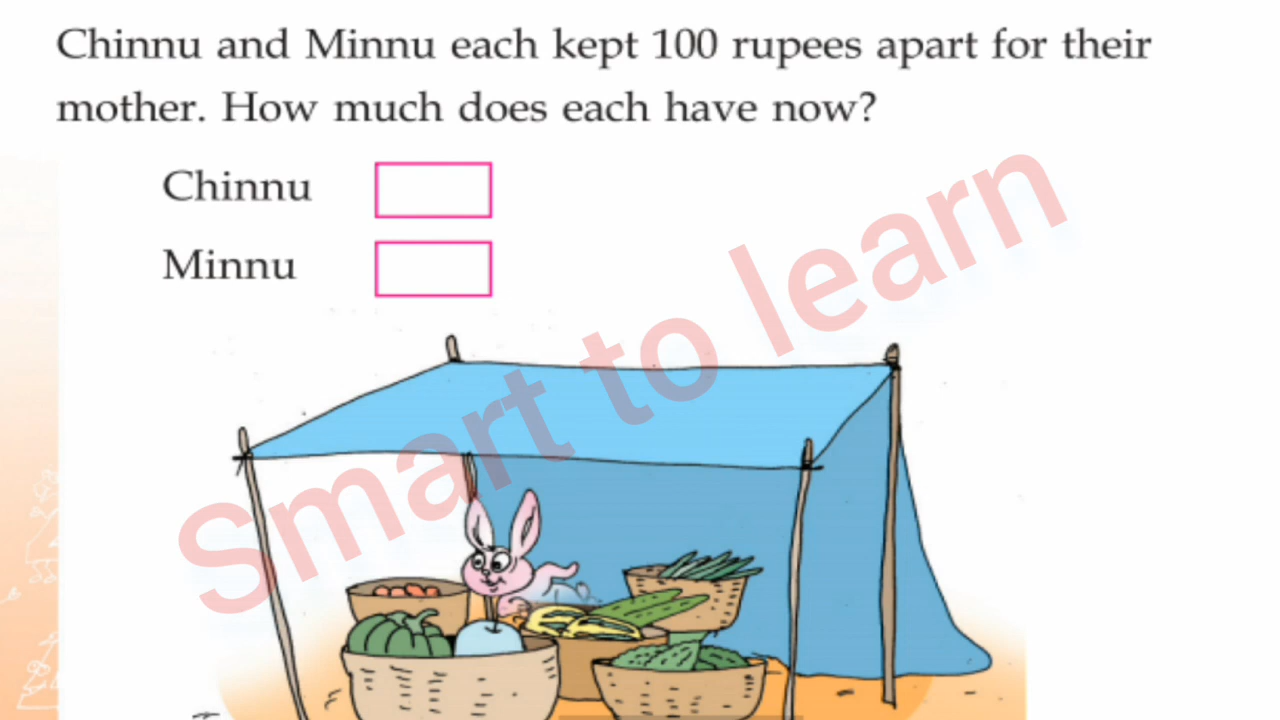 Chinnu and Minnu each kept 100 rupees apart for their
mother. How much does each have now?
Chinnu
Minnu
Smart to learn